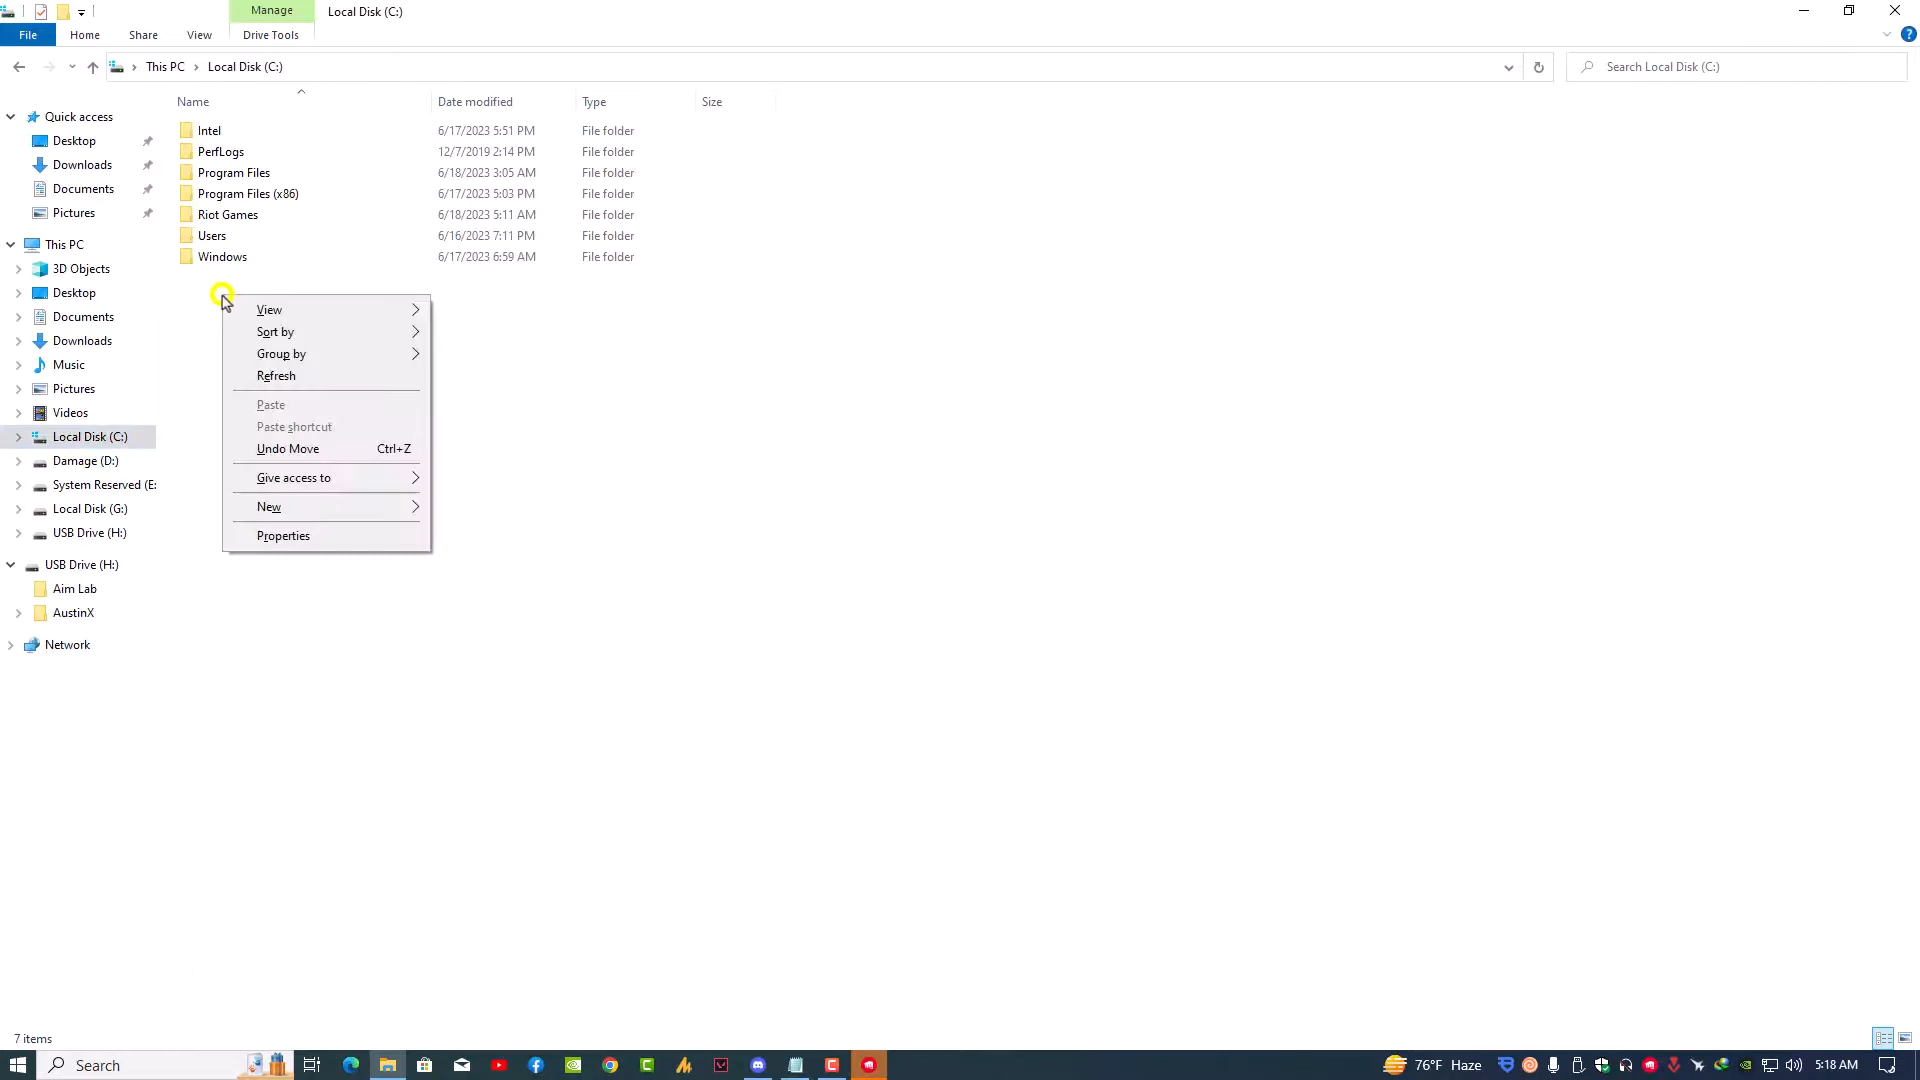 Manage
Local Disk (C:)
File
Home
Share
View
Drive Tools
This PC
Local Disk (C:)
Search Local Disk (C:)
Name
Date modified
Type
Size
Quick access
Desktop
Downloads
Documents
Pictures
This PC
3D Objects
Desktop
Documents
Downloads
Music
Pictures
Videos
Local Disk (C:)
Damage (D:)
System Reserved (E:
Local Disk (G:)
USB Drive (H:)
USB Drive (H:)
Aim Lab
AustinX
Network
Intel 6/17/2023 5:51 PM File folder
PerfLogs 12/7/2019 2:14 PM File folder
Program Files 6/18/2023 3:05 AM File folder
Program Files (x86) 6/17/2023 5:03 PM File folder
Riot Games 6/18/2023 5:11 AM File folder
Users 6/16/2023 7:11 PM File folder
Windows 6/17/2023 6:59 AM File folder
View
Sort by
Group by
Refresh
Paste
Paste shortcut
Undo Move Ctrl+Z
Give access to
New
Properties
7 items
Search
76°F Haze
5:18 AM